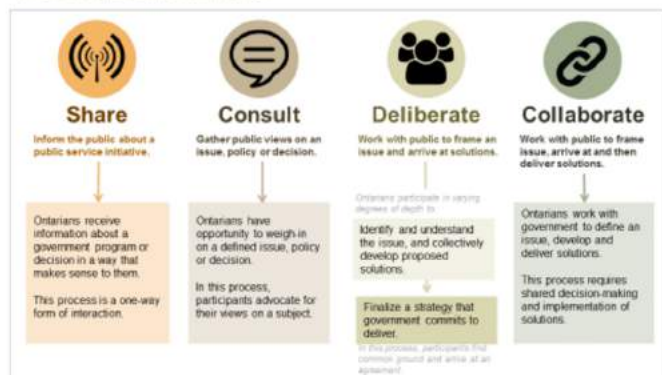 Share
Inform the public about a
public service initiative.
Ontarians receive
information about a
government program or
decision in a way that
makes sense to them.
This process is a one-way
form of interaction.
Consult
Gather public views on an
issue, policy or decision.
Ontarians have
opportunity to weigh-in
on a defined issue, policy
or decision.
In this process,
participants advocate for
their views on a subject.
Deliberate
Work with public to frame an
issue and arrive at solutions.
Ontarians participate in varying
degrees of depth to
Identify and understand
the issue, and collectively
develop proposed
solutions.
Finalize a strategy that
government commits to
deliver.
In this process, participants find
common ground and arrive at an
agreement
Collaborate
Work with public to frame
issue, arrive at and then
deliver solutions.
Ontarians work with
government to define an
issue, develop and
deliver solutions.
This process requires
shared decision-making
and implementation of
solutions.